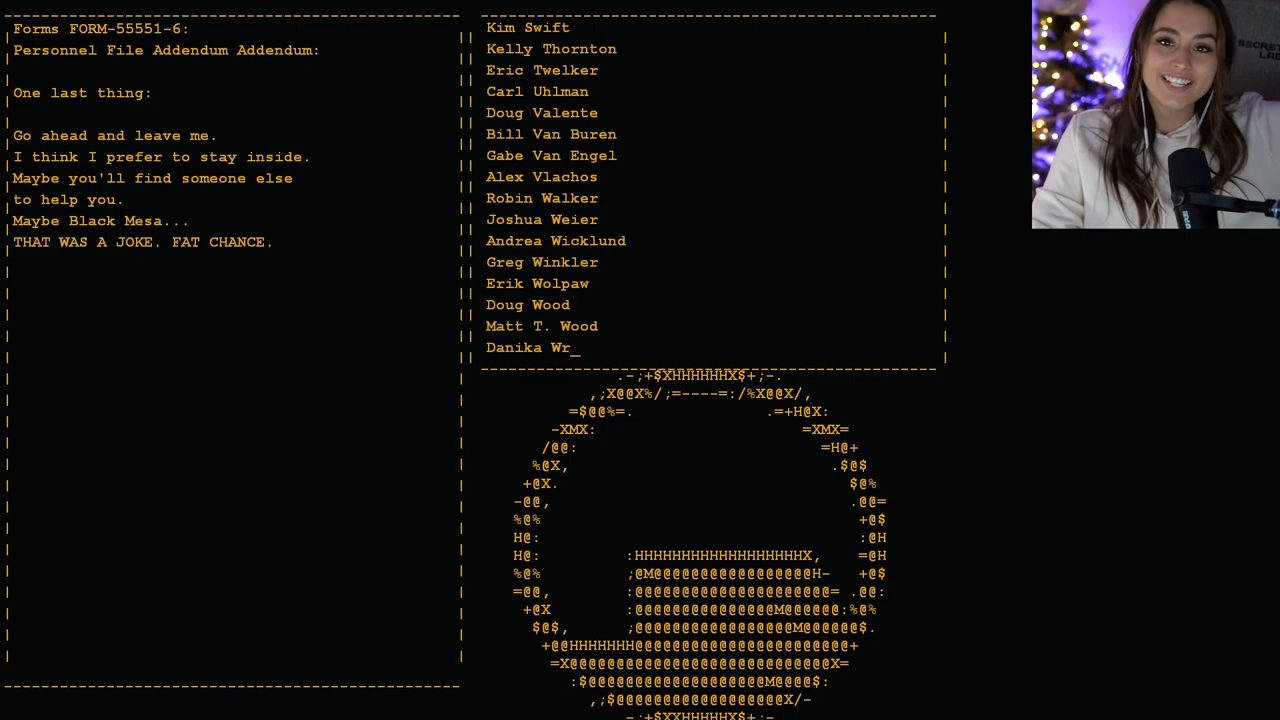 Forms FORM-55551-6:
Personnel File Addendum Addendum:
One last thing:
Go ahead and leave me.
I think I prefer to stay inside.
Maybe you'll find someone else
to help you.
Maybe Black Mesa...
THAT WAS A JOKE. FAT CHANCE.
Kim Swift
Kelly Thornton
Eric Twelker
Carl Uhlman
Doug Valente
Bill Van Buren
Gabe Van Engel
Alex Vlachos
Robin Walker
Joshua Weier
Andrea Wicklund
Greg Winkler
Erik Wolpaw
Doug Wood
Matt T. Wood
Danika Wr_
SECRET
LAB